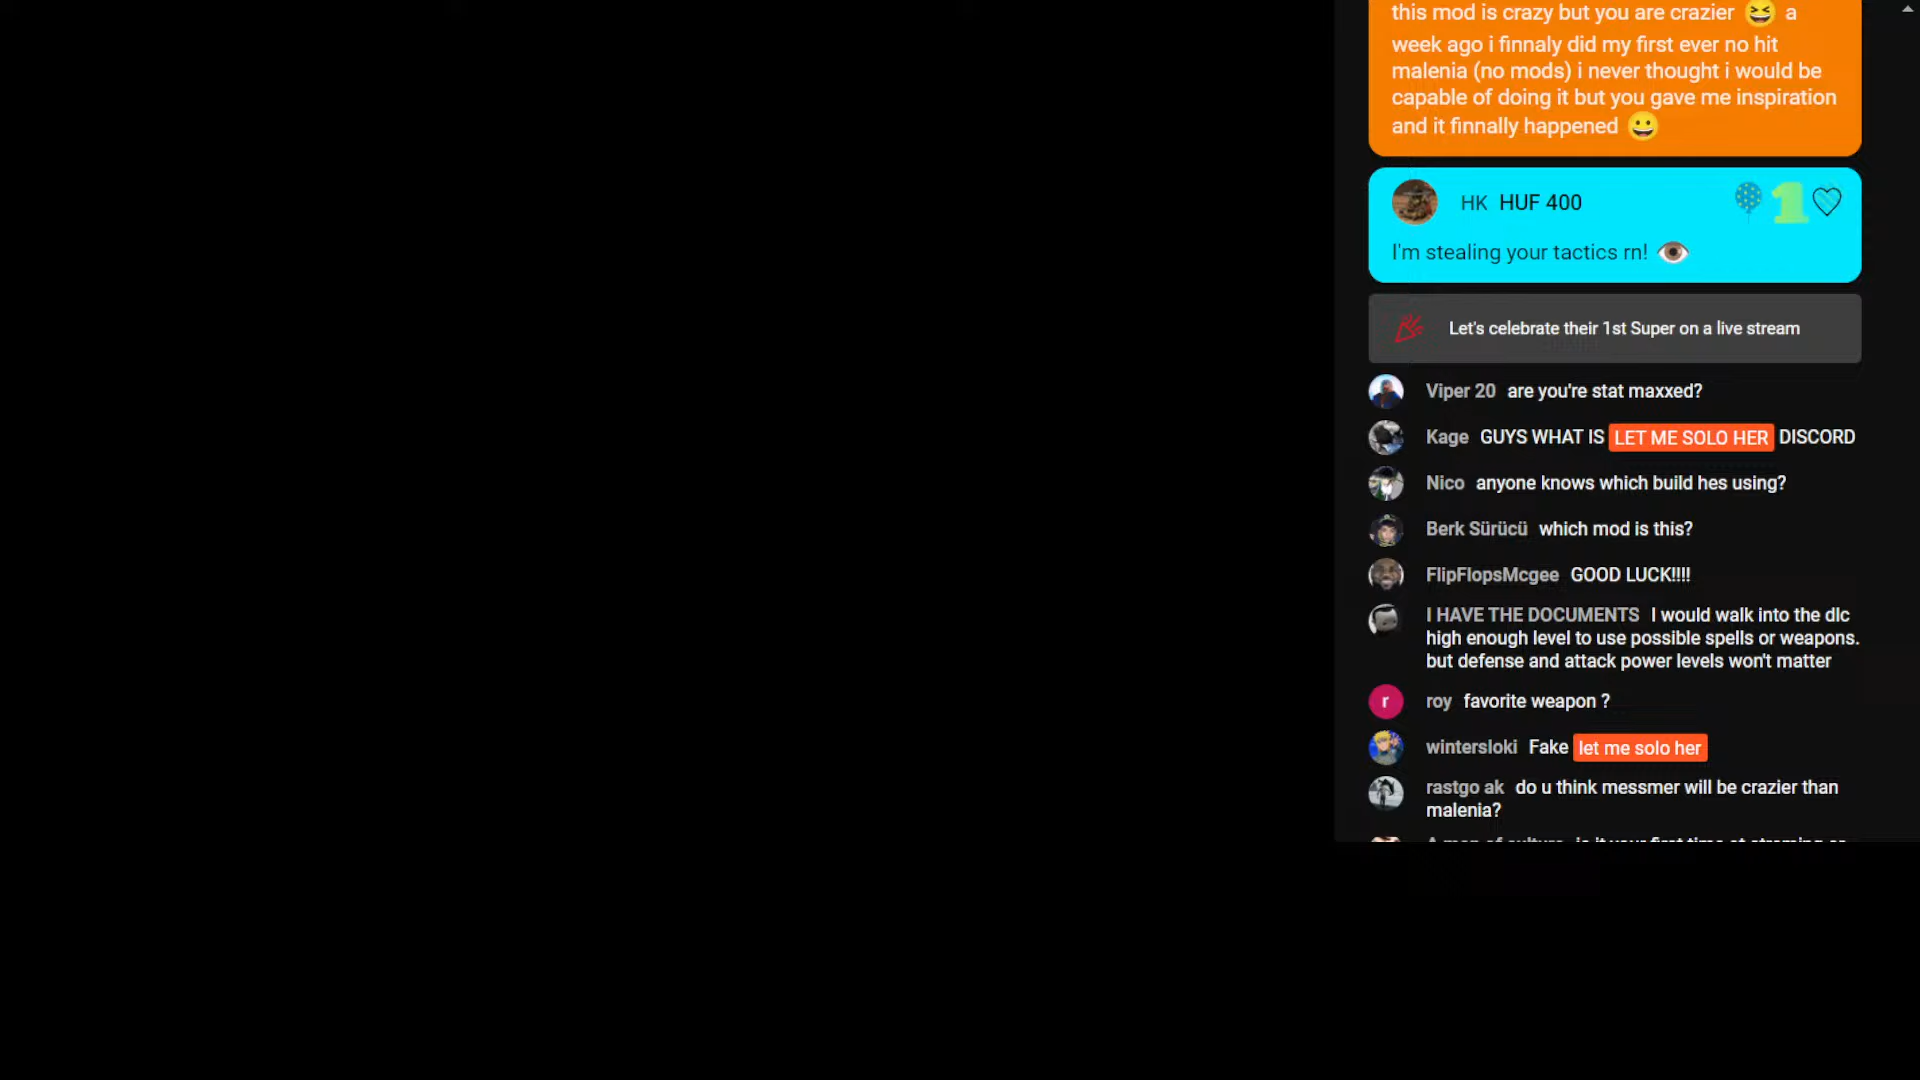 this mod is crazy but you are crazier 😆 a
week ago i finnaly did my first ever no hit
malenia (no mods) i never thought i would be
capable of doing it but you gave me inspiration
and it finnally happened 😀
HK HUF 400
1
I'm stealing your tactics rn! 👁️
Let's celebrate their 1st Super on a live stream
Viper 20 are you're stat maxxed?
Kage GUYS WHAT IS LET ME SOLO HER DISCORD
Nico anyone knows which build hes using?
Berk Sürücü which mod is this?
FlipFlopsMcgee GOOD LUCK!!!!
I HAVE THE DOCUMENTS I would walk into the dlc
high enough level to use possible spells or weapons.
but defense and attack power levels won't matter
r roy favorite weapon ?
wintersloki Fake let me solo her
rastgo ak do u think messmer will be crazier than
malenia?